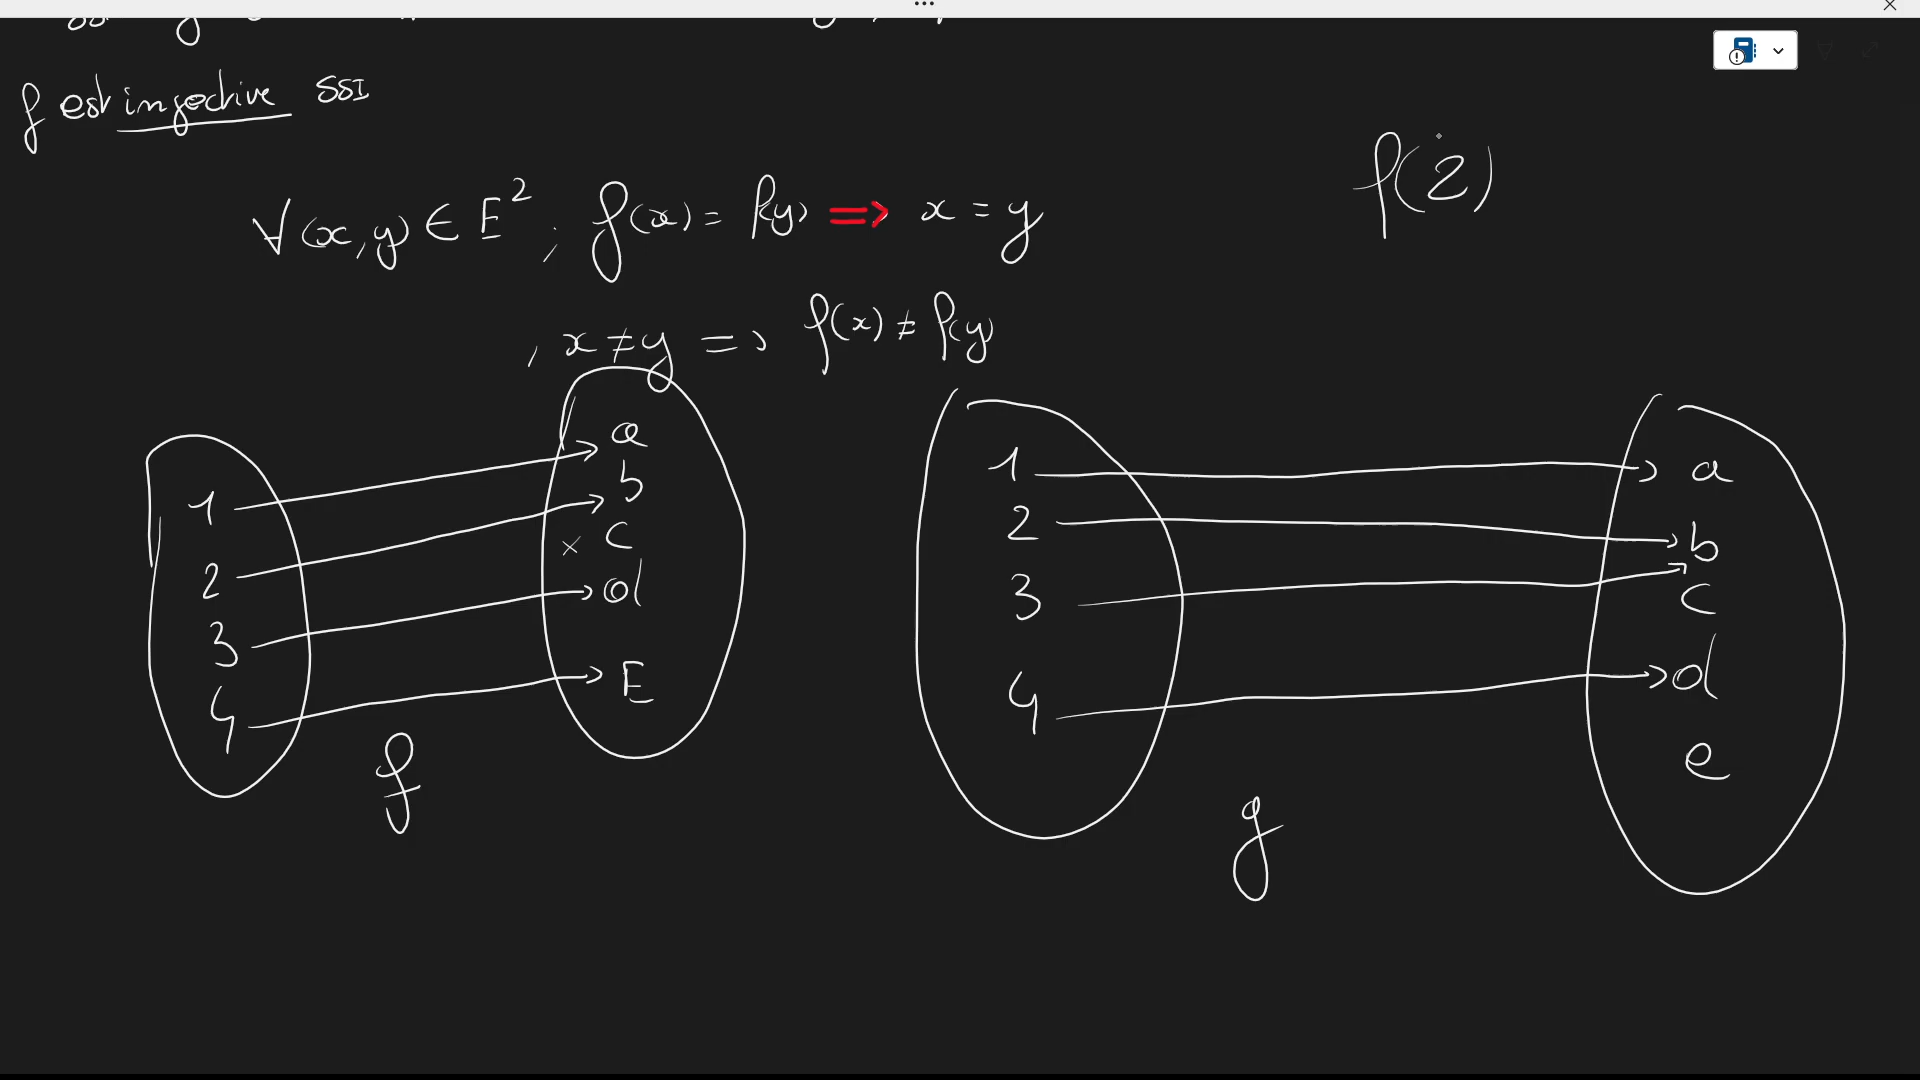 f est injective SSI
f(2)
∀(x,y) ∈ E²; f(x) = f(y) => x = y
, x ≠ y => f(x) ≠ f(y)
1
2
3
4
a
b
x c
d
E
f
1
2
3
4
a
b
c
d
e
g